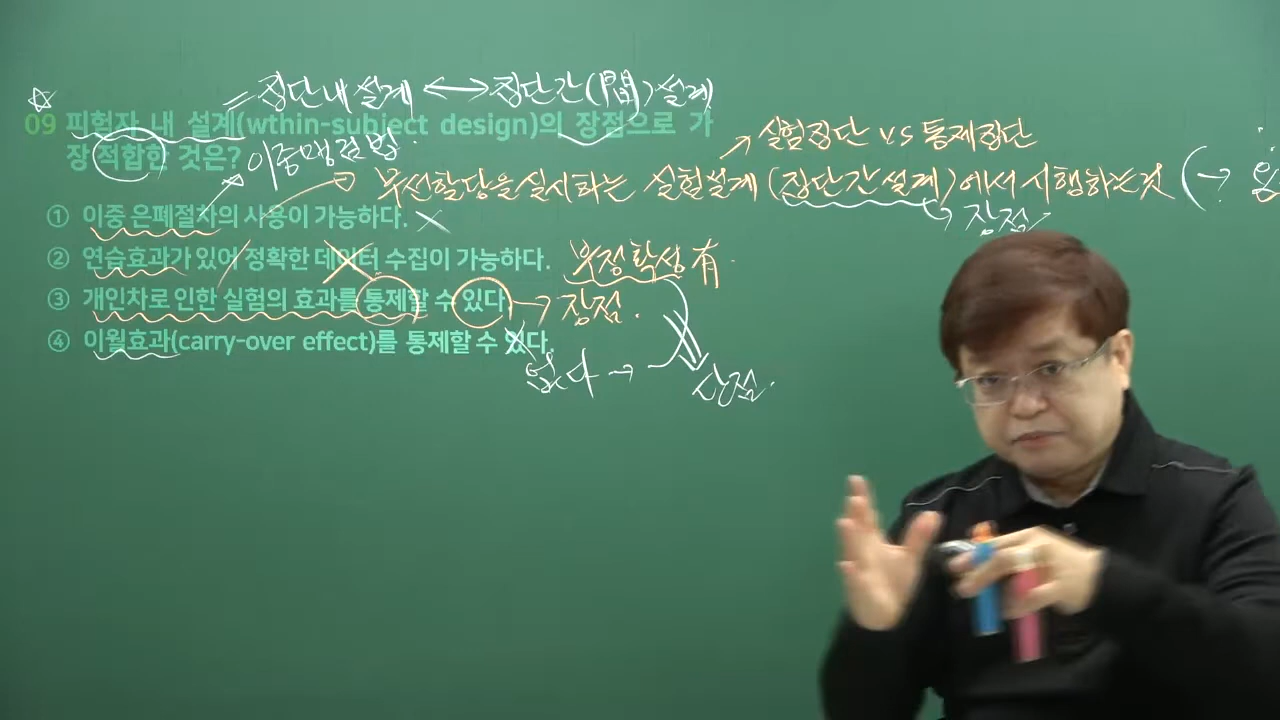 ☆ = 집단내 설계 ↔ 집단간(間) 설계
09 피험자 내 설계(wthin-subject design)의 장점으로 가
장 적합한 것은?
이중맹검법.
→ 실험집단 vs 통제집단
→ 무선할당을 실시하는 실험설계 (집단간 설계)에서 시행하는것 (→
→ 장점
① 이중 은폐절차의 사용이 가능하다. ×
② 연습효과가 있어 정확한 데이터 수집이 가능하다. 부정확성 有.
③ 개인차로 인한 실험의 효과를 통제할 수 있다. → 장점.
④ 이월효과(carry-over effect)를 통제할 수 있다.
없다 → 단점.